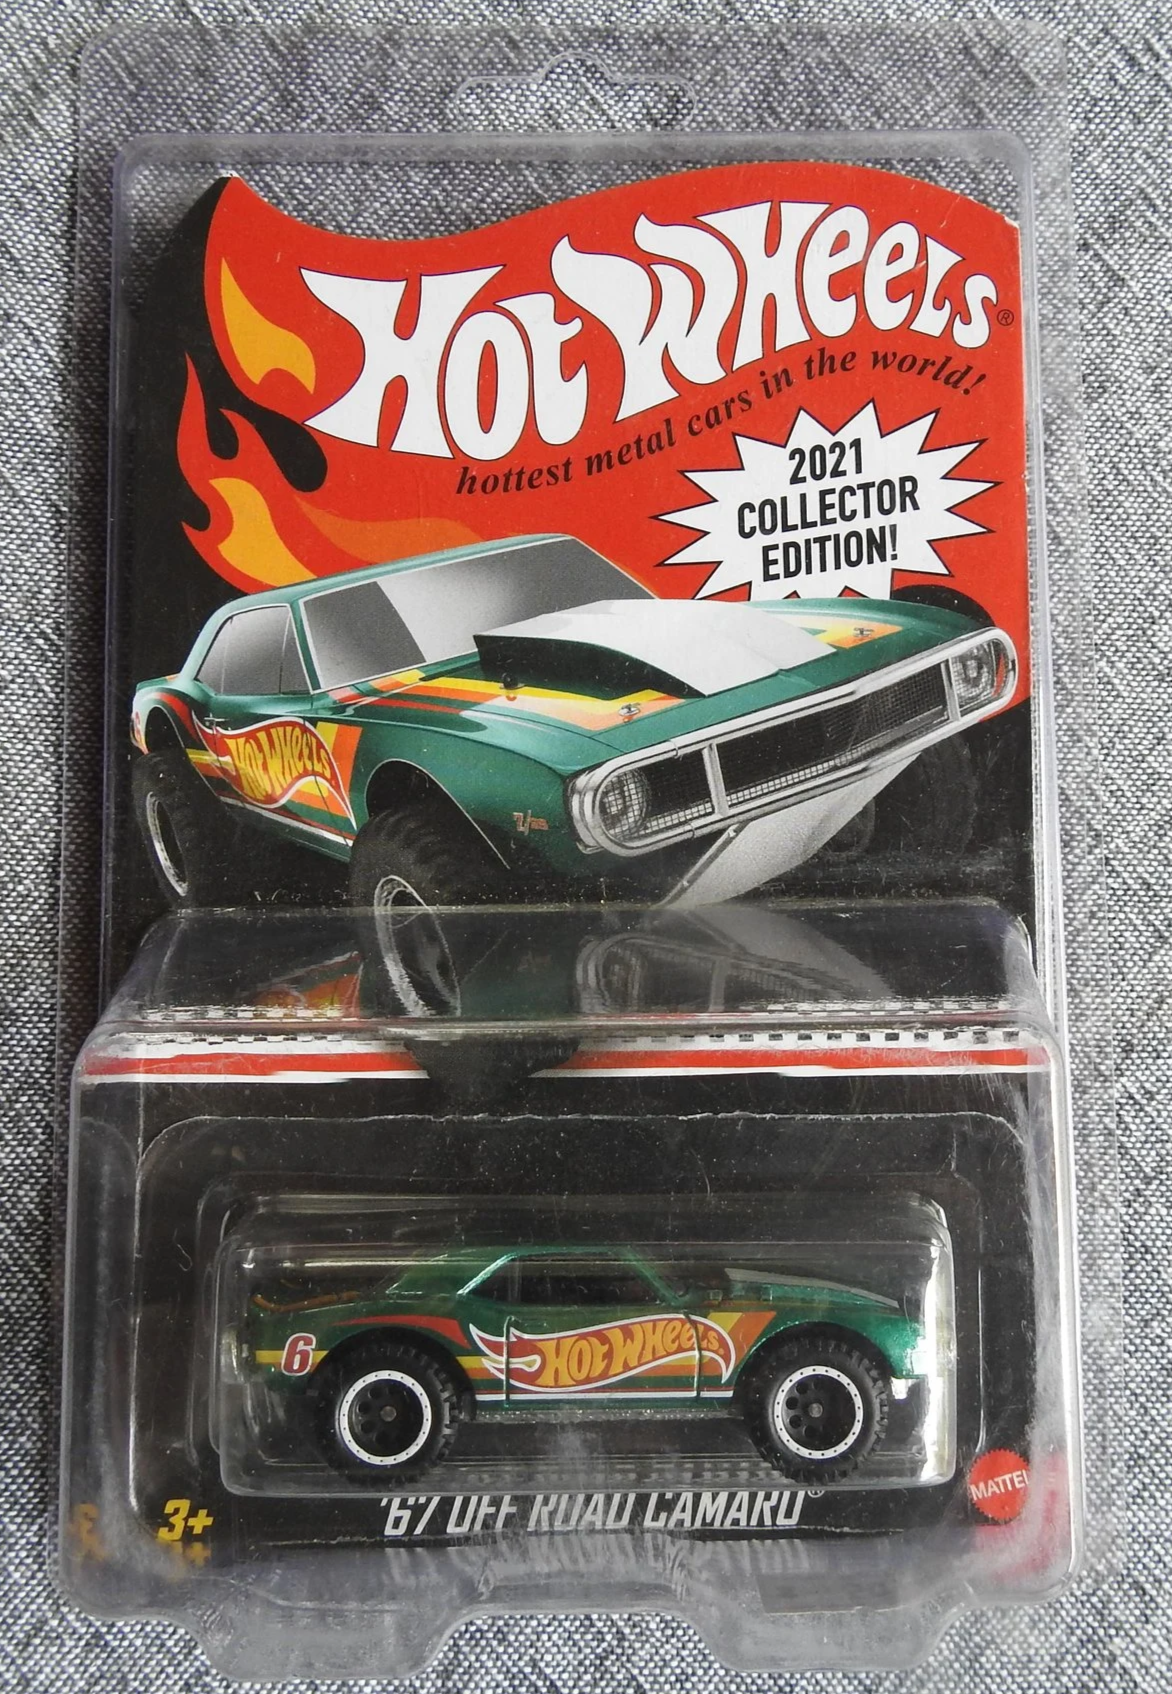 HOT WHEELS®
hottest metal cars in the world!
2021
COLLECTOR
EDITION!
HOT WHEELS
HOT WHEELS
6
3+
'67 OFF ROAD CAMARO®
MATTEL